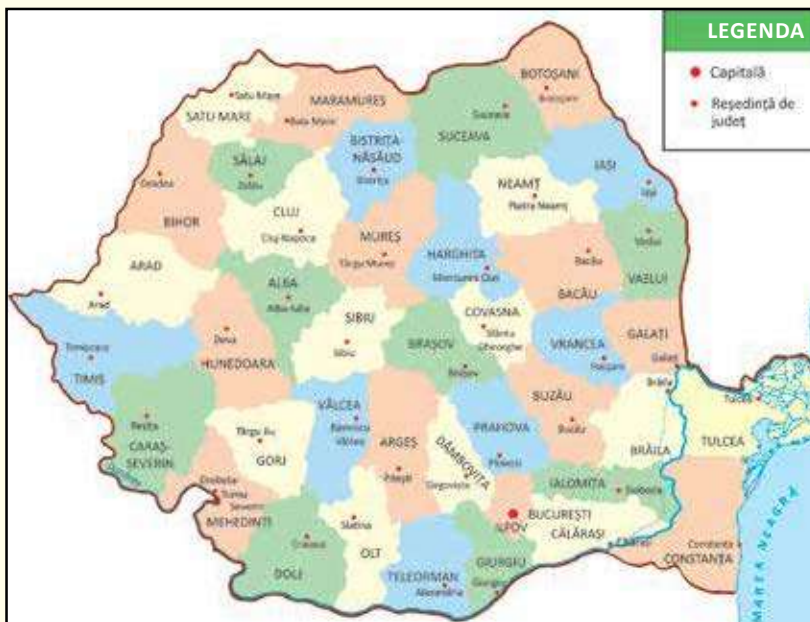 LEGENDA
Capitală
Reședință de
județ
BOTOȘANI
Botoșani
Satu Mare
SATU MARE
MARAMUREȘ
Baia Mare
Suceava
SUCEAVA
BISTRIȚA-
NĂSĂUD
Bistrița
SĂLAJ
Zalău
IAȘI
Iași
NEAMȚ
Piatra Neamț
Oradea
BIHOR
CLUJ
Cluj-Napoca
MUREȘ
Târgu Mureș
HARGHITA
Miercurea Ciuc
Bacău
BACĂU
Vaslui
VASLUI
ARAD
Arad
ALBA
Alba-Iulia
SIBIU
Sibiu
COVASNA
Sfântu
Gheorghe
BRAȘOV
Brașov
VRANCEA
Focșani
GALAȚI
Galați
Timișoara
TIMIȘ
Deva
HUNEDOARA
Brăila
BRĂILA
Tulcea
TULCEA
BUZĂU
Buzău
Reșița
CARAȘ-
SEVERIN
Târgu Jiu
GORJ
VÂLCEA
Râmnicu
Vâlcea
ARGEȘ
Pitești
DÂMBOVIȚA
Târgoviște
PRAHOVA
Ploiești
IALOMIȚA
Slobozia
Drobeta-
Turnu
Severin
MEHEDINȚI
Craiova
DOLJ
Slatina
OLT
TELEORMAN
Alexandria
BUCUREȘTI
ILFOV
CĂLĂRAȘI
Călărași
GIURGIU
Giurgiu
Constanța
CONSTANȚA
MAREA NEAGRĂ